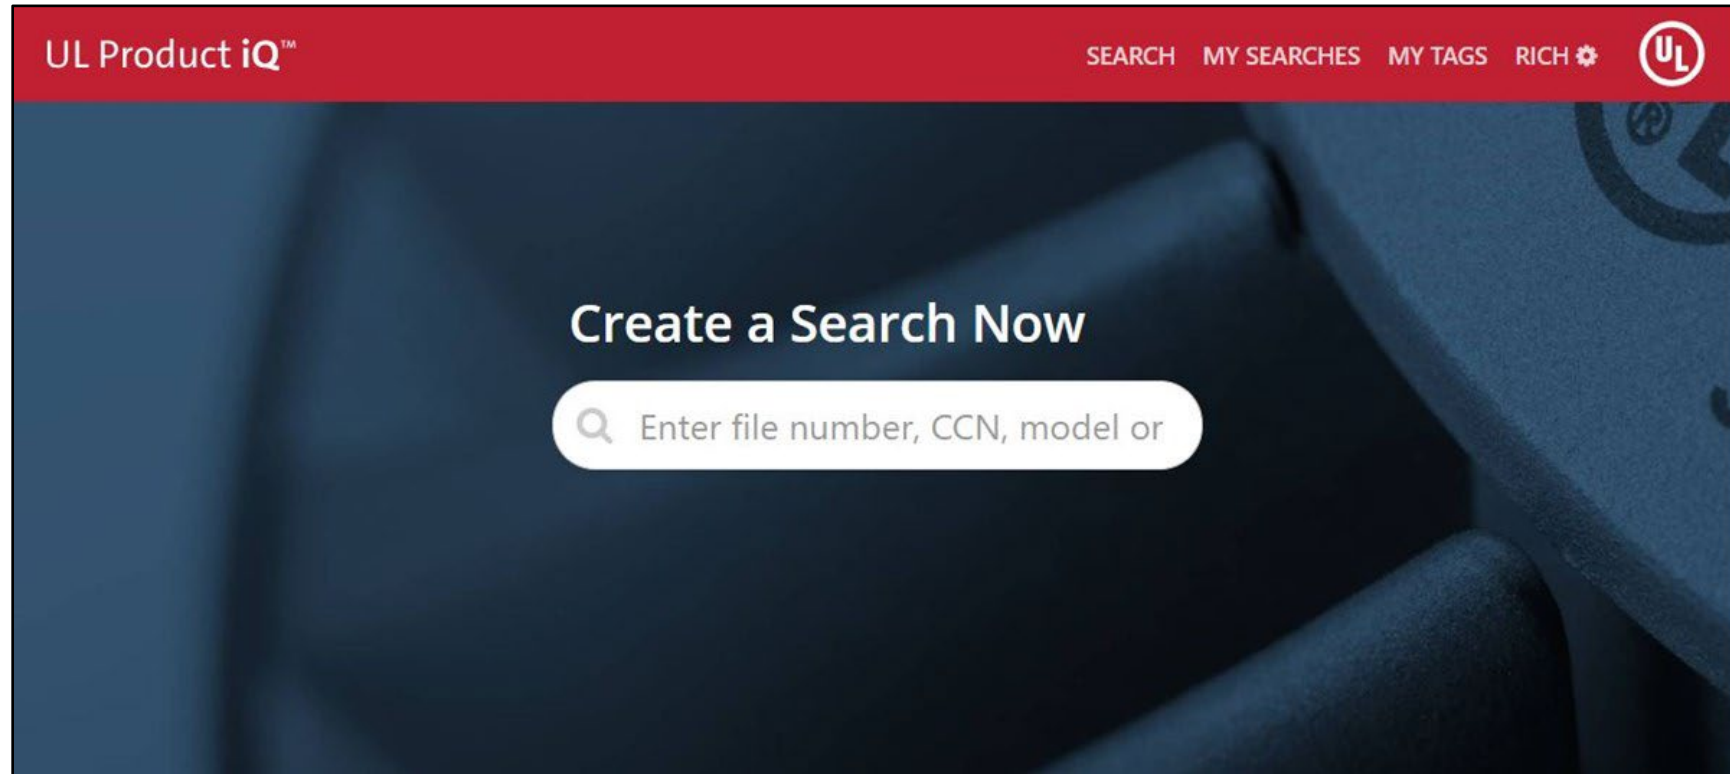 UL Product iQ™
SEARCH MY SEARCHES MY TAGS RICH
UL
Create a Search Now
Enter file number, CCN, model or
®